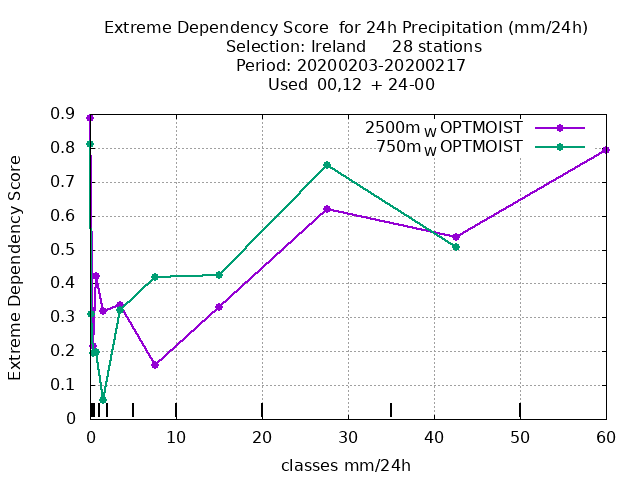 Extreme Dependency Score for 24h Precipitation (mm/24h)
Selection: Ireland 28 stations
Period: 20200203-20200217
Used 00,12 + 24-00
2500m W OPTMOIST
750m W OPTMOIST
Extreme Dependency Score
0.9
0.8
0.7
0.6
0.5
0.4
0.3
0.2
0.1
0
0 10 20 30 40 50 60
classes mm/24h